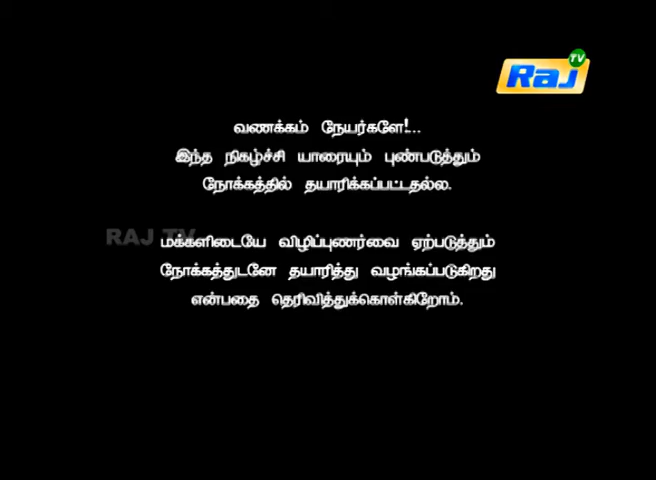 Raj TV
வணக்கம் நேயர்களே!...
இந்த நிகழ்ச்சி யாரையும் புண்படுத்தும்
நோக்கத்தில் தயாரிக்கப்பட்டதல்ல.
RAJ TV
மக்களிடையே விழிப்புணர்வை ஏற்படுத்தும்
நோக்கத்துடனே தயாரித்து வழங்கப்படுகிறது
என்பதை தெரிவித்துக்கொள்கிறோம்.